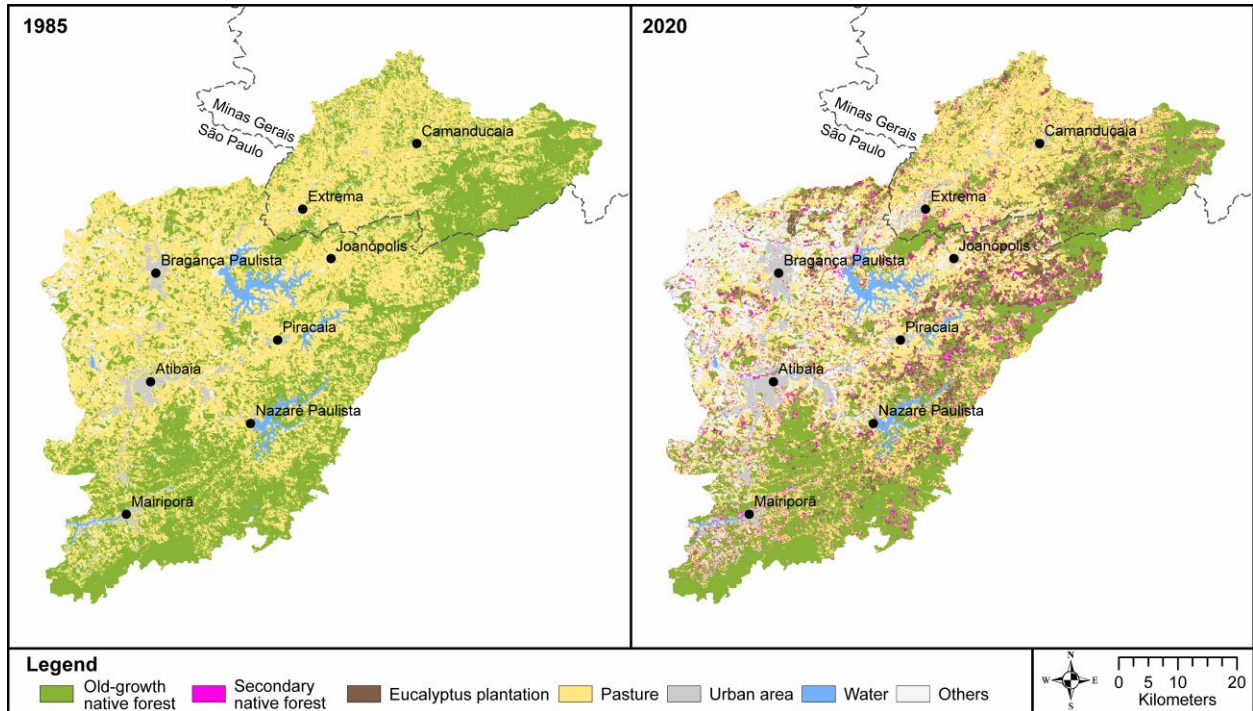 1985
Minas Gerais
São Paulo
Camanducaia
Extrema
Joanópolis
Bragança Paulista
Piracaia
Atibaia
Nazaré Paulista
Mairiporã
2020
Minas Gerais
São Paulo
Camanducaia
Extrema
Joanópolis
Bragança Paulista
Piracaia
Atibaia
Nazaré Paulista
Mairiporã
Legend
Old-growth
native forest
Secondary
native forest
Eucalyptus plantation
Pasture
Urban area
Water
Others
N
W E
S
0 5 10 20
Kilometers